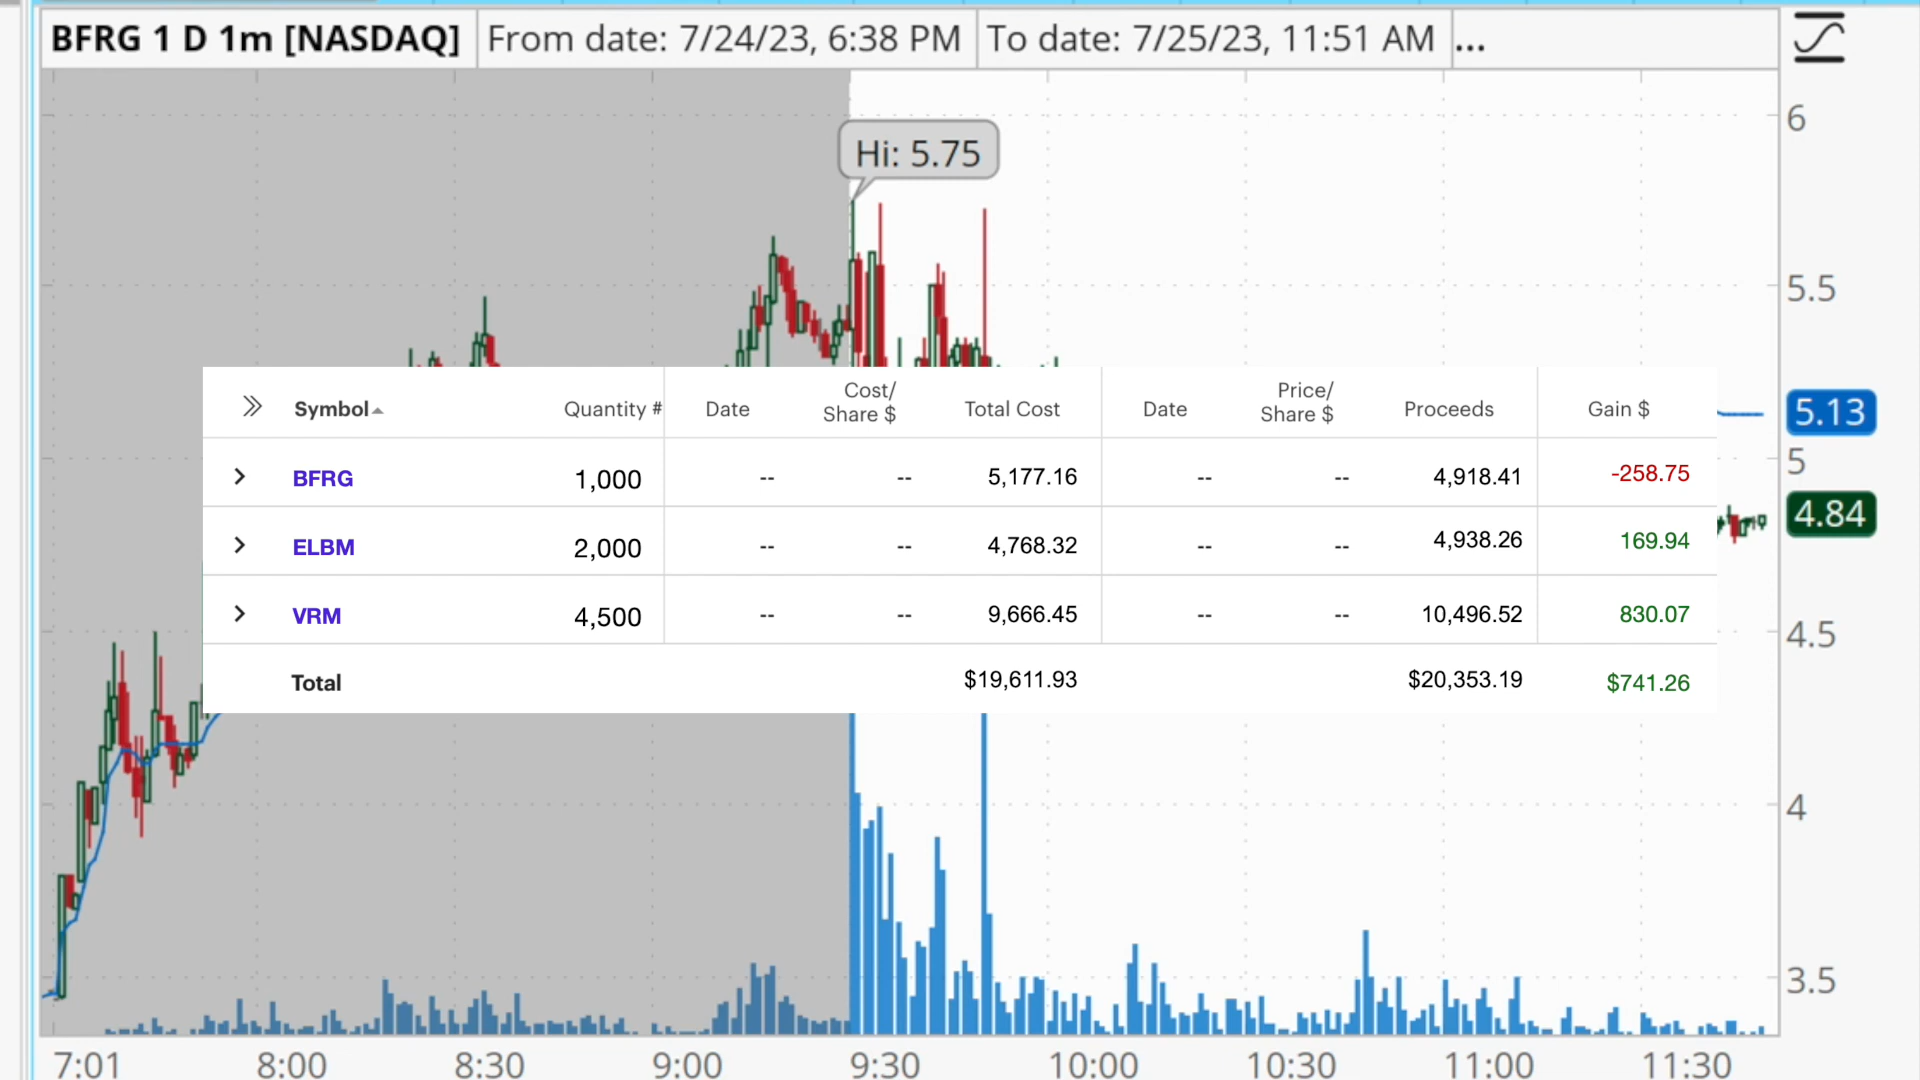 BFRG 1 D 1m [NASDAQ] From date: 7/24/23, 6:38 PM To date: 7/25/23, 11:51 AM ...
6
Hi: 5.75
5.5
Symbol Quantity # Date Cost/Share $ Total Cost Date Price/Share $ Proceeds Gain $
5.13
BFRG 1,000 -- -- 5,177.16 -- -- 4,918.41 -258.75
5
4.84
ELBM 2,000 -- -- 4,768.32 -- -- 4,938.26 169.94
VRM 4,500 -- -- 9,666.45 -- -- 10,496.52 830.07
4.5
Total $19,611.93 $20,353.19 $741.26
4
3.5
7:01 8:00 8:30 9:00 9:30 10:00 10:30 11:00 11:30